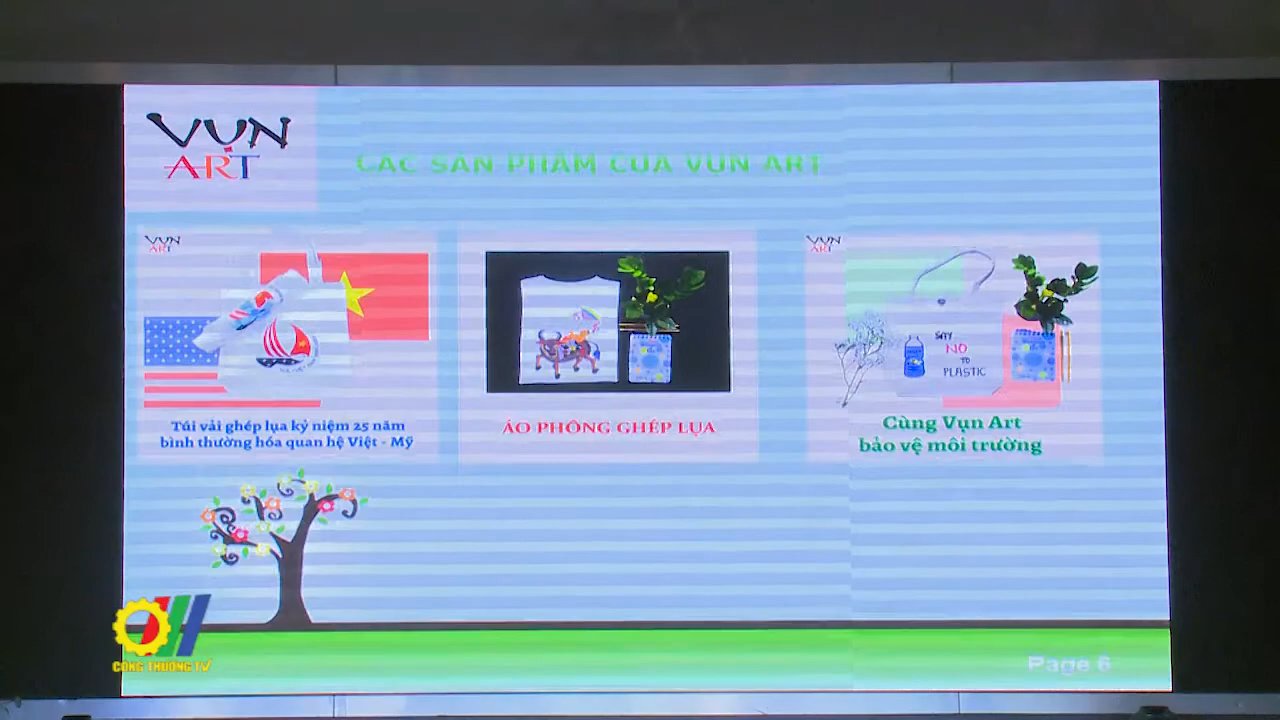 VỤN
ART
CÁC SẢN PHẨM CỦA VỤN ART
VỤN
ART
Túi vải ghép lụa kỷ niệm 25 năm
bình thường hóa quan hệ Việt - Mỹ
ÁO PHÔNG GHÉP LỤA
VỤN
ART
SAY
NO
TO
PLASTIC
Cùng Vụn Art
bảo vệ môi trường
CÔNG THƯƠNG TV
Page 6